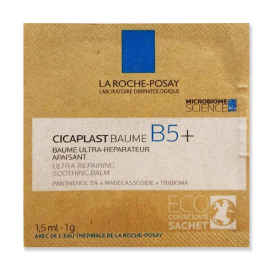 LA ROCHE-POSAY
LABORATOIRE DERMATOLOGIQUE
MICROBIOME
SCIENCE
CICAPLAST BAUME B5+
BAUME ULTRA-RÉPARATEUR
APAISANT
ULTRA-REPAIRING
SOOTHING BALM
PANTHENOL 5% + MADECASSOSIDE + TRIBIOMA
ECO
CONSCIOUS
SACHET
1,5 ml - 1g
AVEC DE L'EAU THERMALE DE LA ROCHE-POSAY